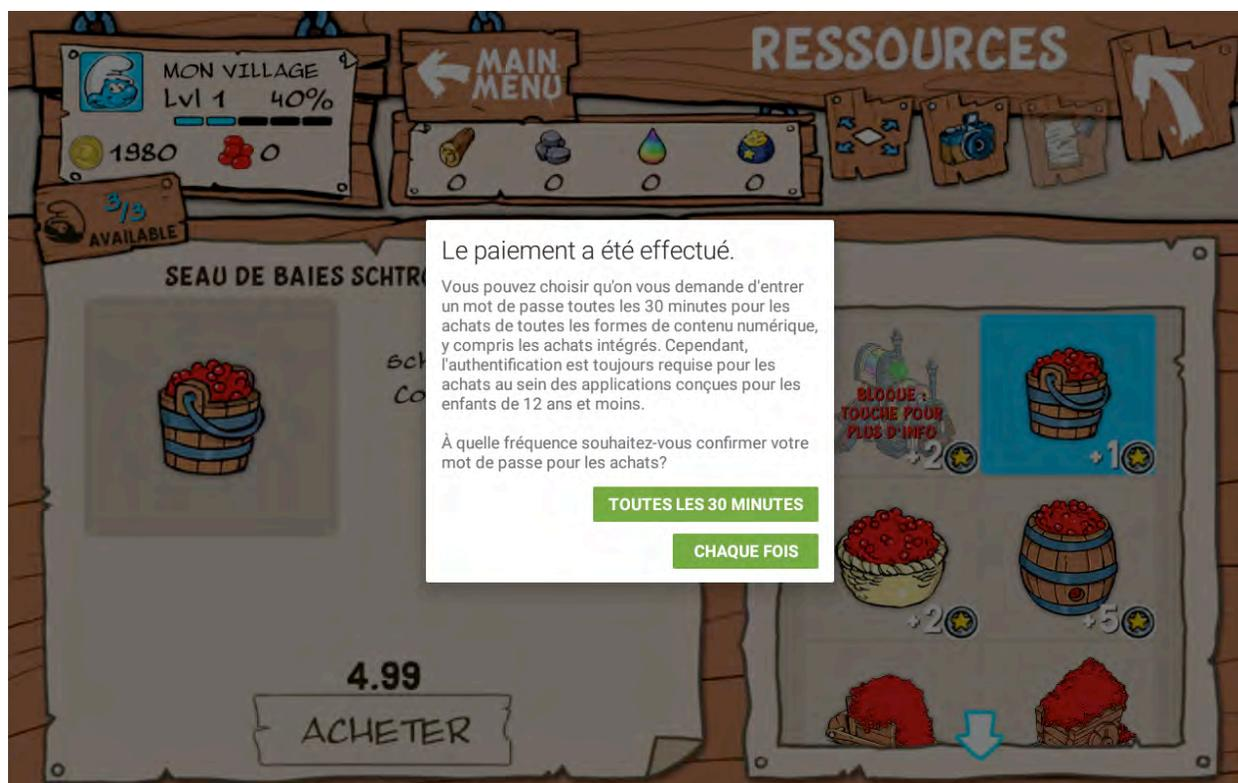 MON VILLAGE
Lvl 1 40%
1980 0
MAIN
MENU
RESSOURCES
0 0 0 0
3/3
AVAILABLE
SEAU DE BAIES SCHTR
Le paiement a été effectué.
Vous pouvez choisir qu'on vous demande d'entrer
un mot de passe toutes les 30 minutes pour les
achats de toutes les formes de contenu numérique,
y compris les achats intégrés. Cependant,
l'authentification est toujours requise pour les
achats au sein des applications conçues pour les
enfants de 12 ans et moins.
À quelle fréquence souhaitez-vous confirmer votre
mot de passe pour les achats?
TOUTES LES 30 MINUTES
CHAQUE FOIS
BLOQUE :
TOUCHE POUR
PLUS D'INFO
+2
+1
+2
+5
4.99
ACHETER